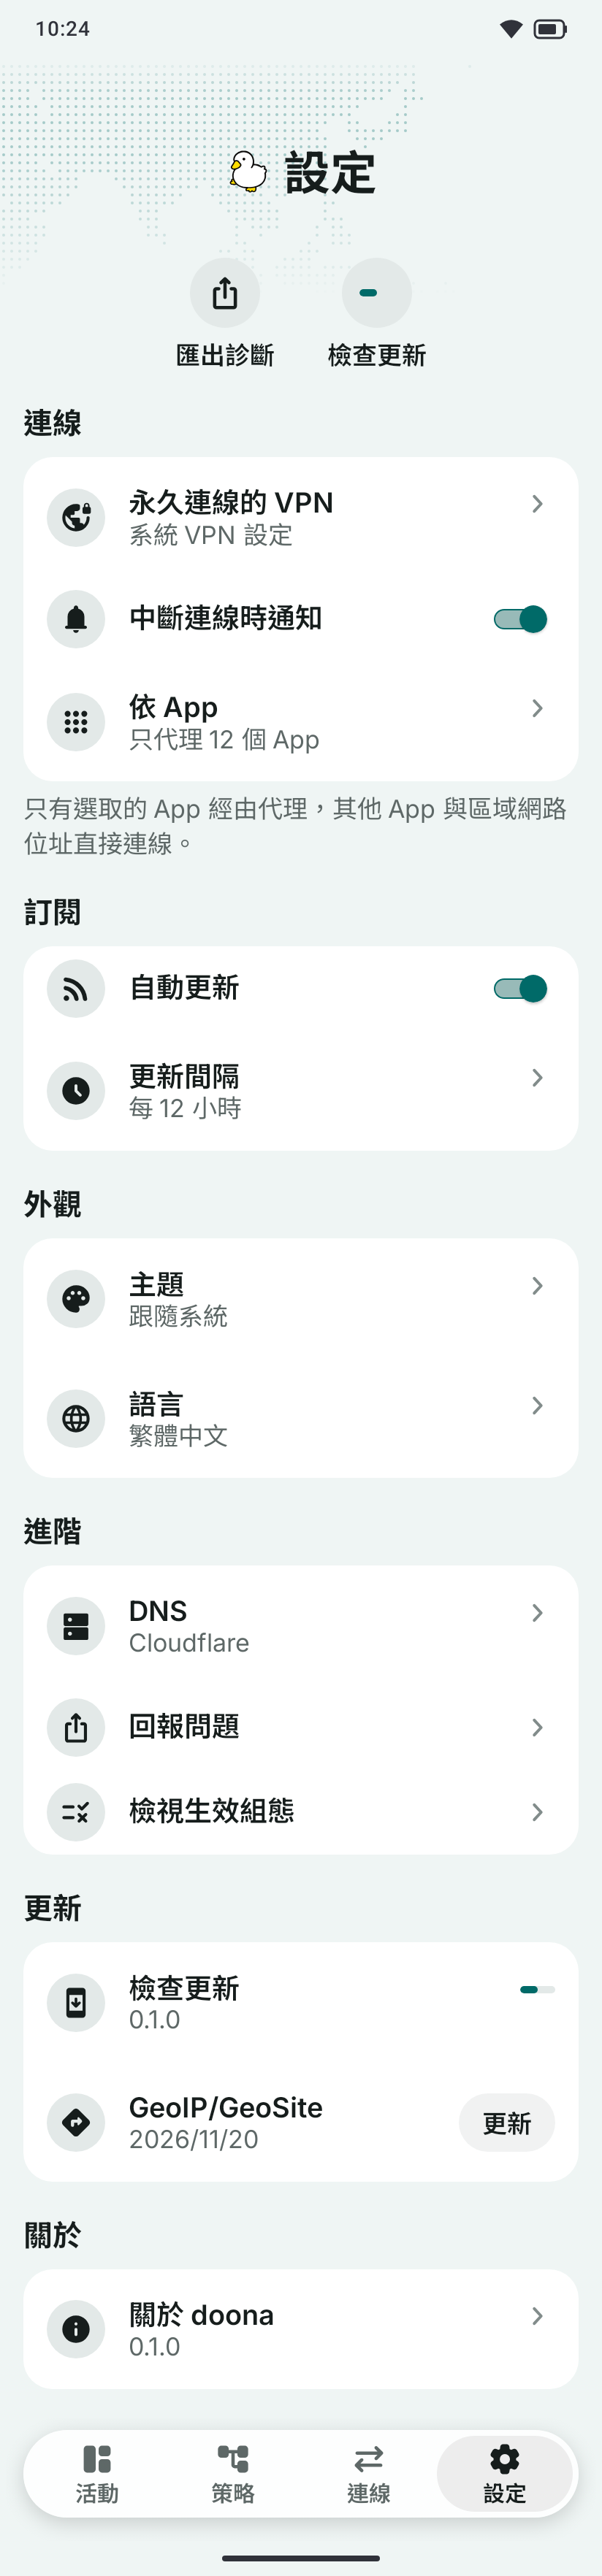 10:24
設定
匯出診斷
檢查更新
連線
永久連線的 VPN
系統 VPN 設定
中斷連線時通知
依 App
只代理 12 個 App
只有選取的 App 經由代理，其他 App 與區域網路
位址直接連線。
訂閱
自動更新
更新間隔
每 12 小時
外觀
主題
跟隨系統
語言
繁體中文
進階
DNS
Cloudflare
回報問題
檢視生效組態
更新
檢查更新
0.1.0
GeoIP/GeoSite
2026/11/20
更新
關於
關於 doona
0.1.0
活動
策略
連線
設定